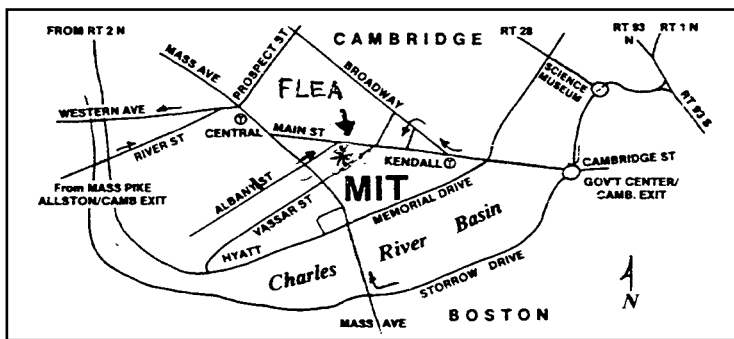 FROM RT 2 N
MASS AVE
PROSPECT ST
CAMBRIDGE
RT 28
RT 93
N
RT 1 N
SCIENCE
MUSEUM
RT 93 S
FLEA
BROADWAY
WESTERN AVE
T
CENTRAL
MAIN ST
RIVER ST
KENDALL
T
CAMBRIDGE ST
From MASS PIKE
ALLSTON/CAMB EXIT
ALBANY ST
MIT
GOV'T CENTER/
CAMB. EXIT
VASSAR ST
MEMORIAL DRIVE
HYATT
Charles River Basin
STORROW DRIVE
N
MASS AVE
BOSTON